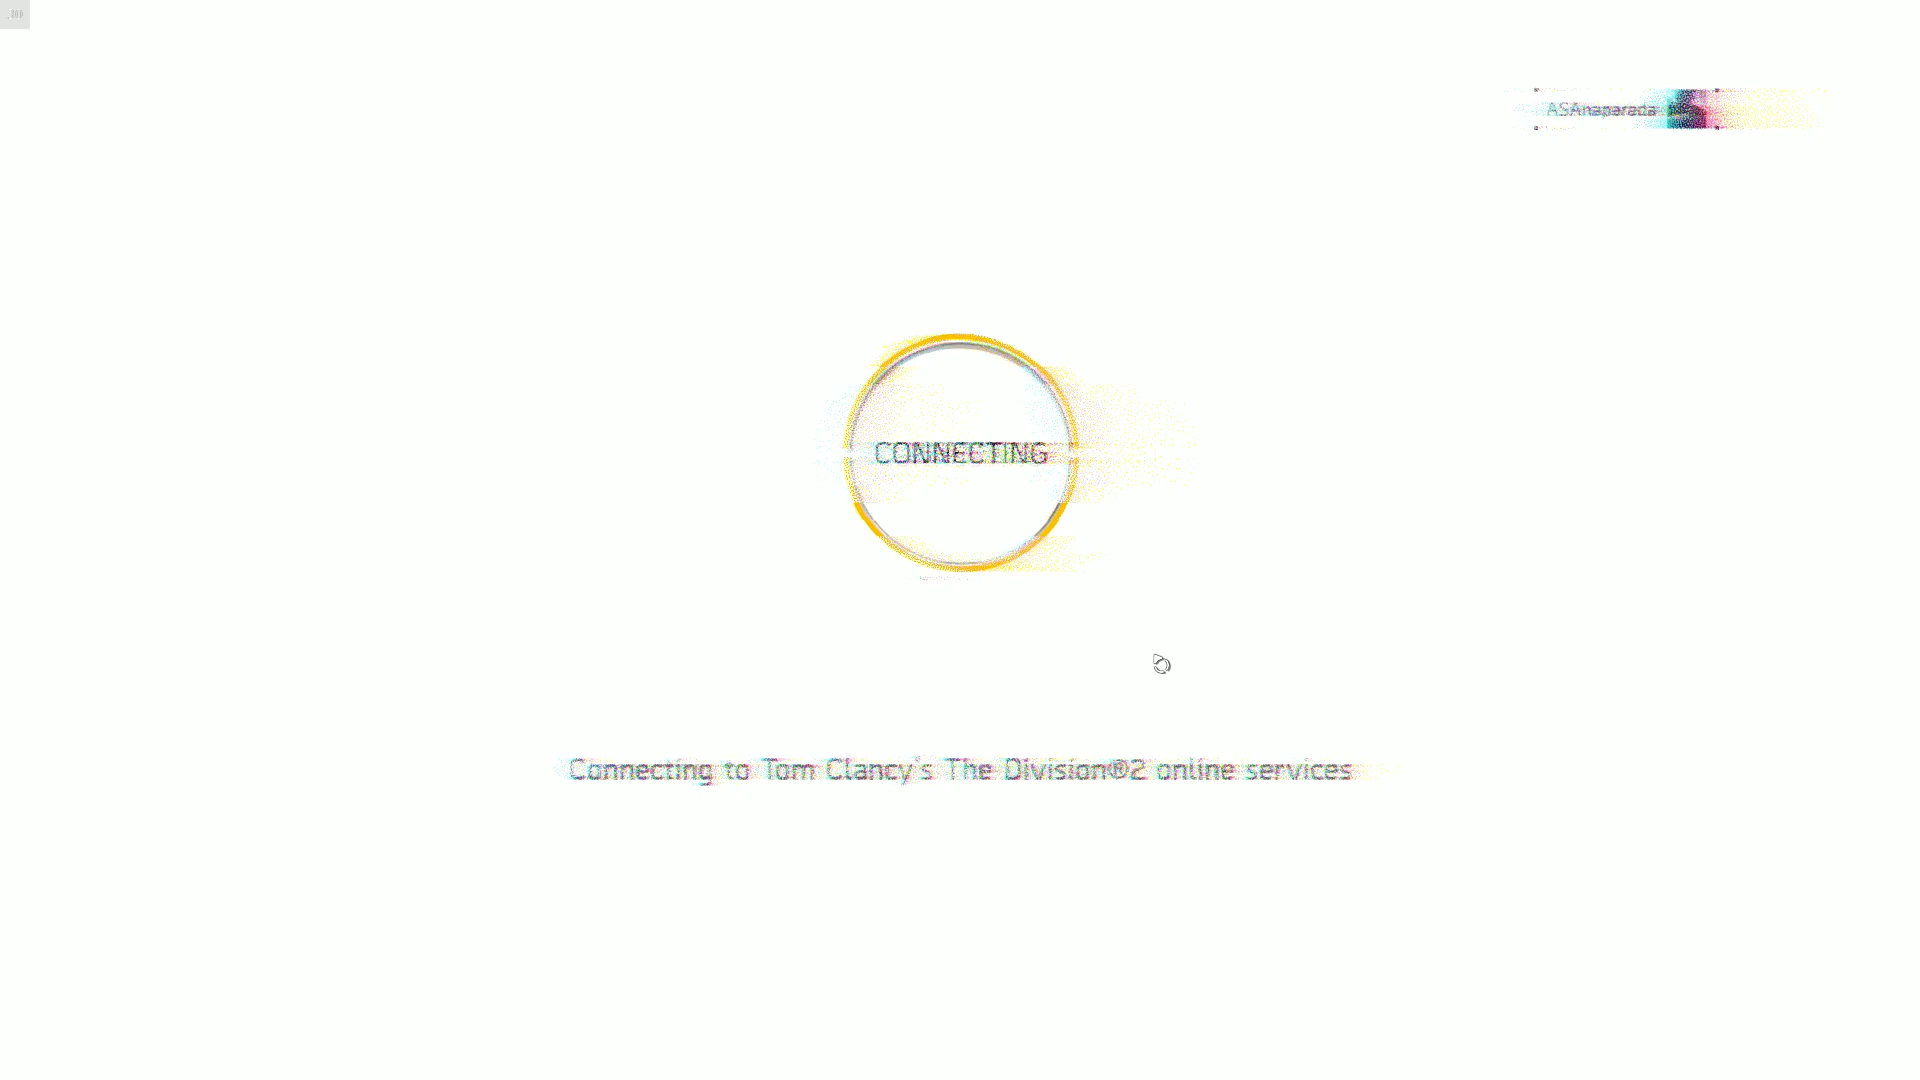 ASAnaparada
CONNECTING
Connecting to Tom Clancy's The Division®2 online services